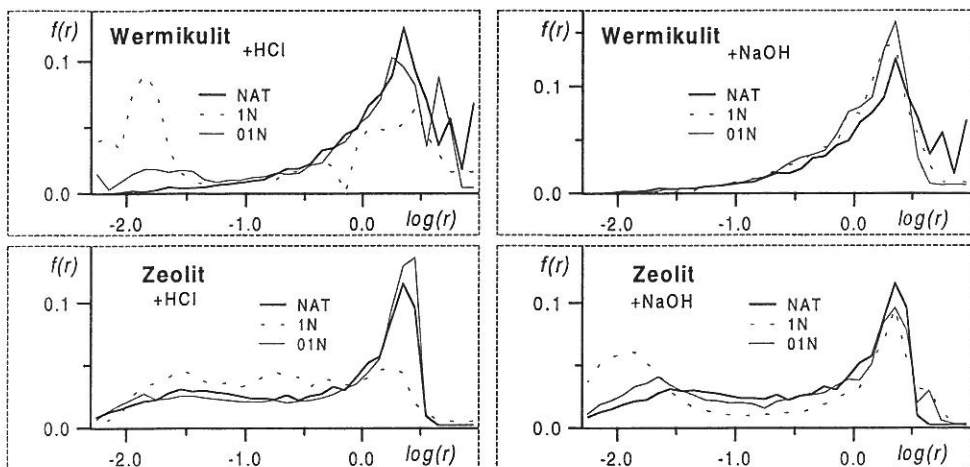 f(r)
Wermikulit
+HCl
0.1
NAT
1N
01N
0.0
-2.0 -1.0 0.0 log(r)
f(r)
Wermikulit
+NaOH
0.1
NAT
1N
01N
0.0
-2.0 -1.0 0.0 log(r)
f(r)
Zeolit
+HCl
0.1
NAT
1N
01N
0.0
-2.0 -1.0 0.0 log(r)
f(r)
Zeolit
+NaOH
0.1
NAT
1N
01N
0.0
-2.0 -1.0 0.0 log(r)